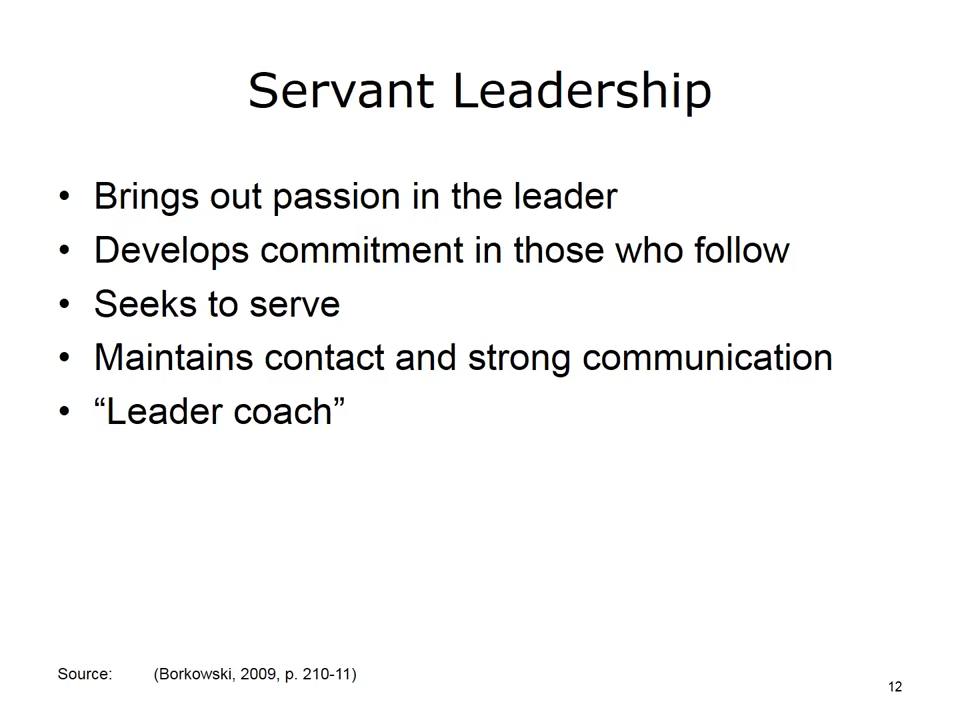 Servant Leadership
• Brings out passion in the leader
• Develops commitment in those who follow
• Seeks to serve
• Maintains contact and strong communication
• “Leader coach”
Source: (Borkowski, 2009, p. 210-11)
12